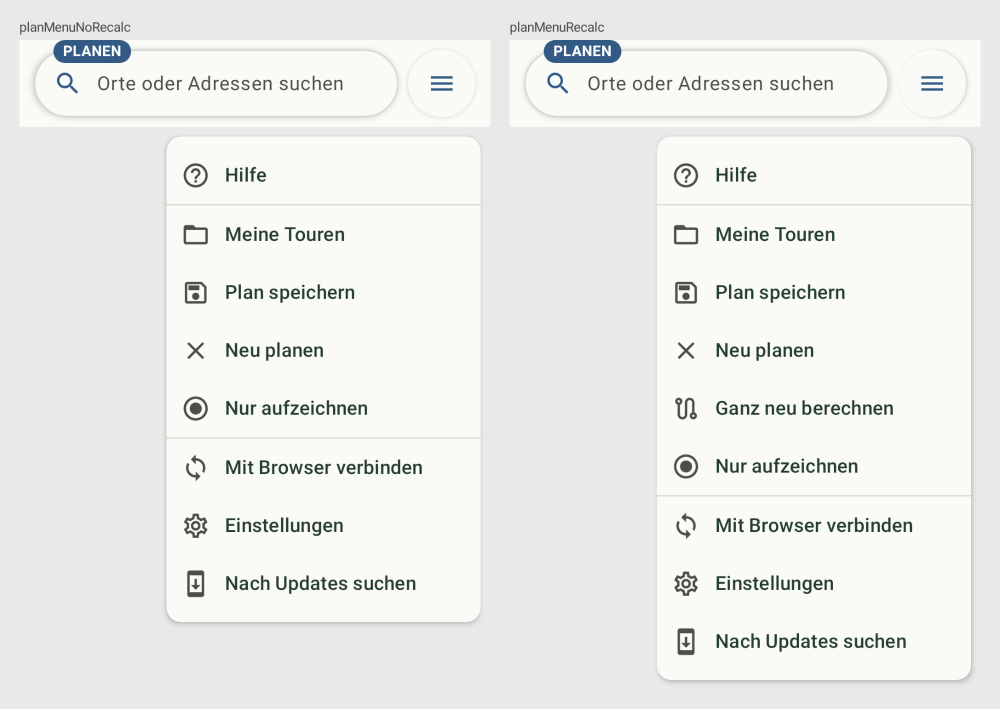 planMenuNoRecalc
PLANEN
Orte oder Adressen suchen
Hilfe
Meine Touren
Plan speichern
Neu planen
Nur aufzeichnen
Mit Browser verbinden
Einstellungen
Nach Updates suchen
planMenuRecalc
PLANEN
Orte oder Adressen suchen
Hilfe
Meine Touren
Plan speichern
Neu planen
Ganz neu berechnen
Nur aufzeichnen
Mit Browser verbinden
Einstellungen
Nach Updates suchen